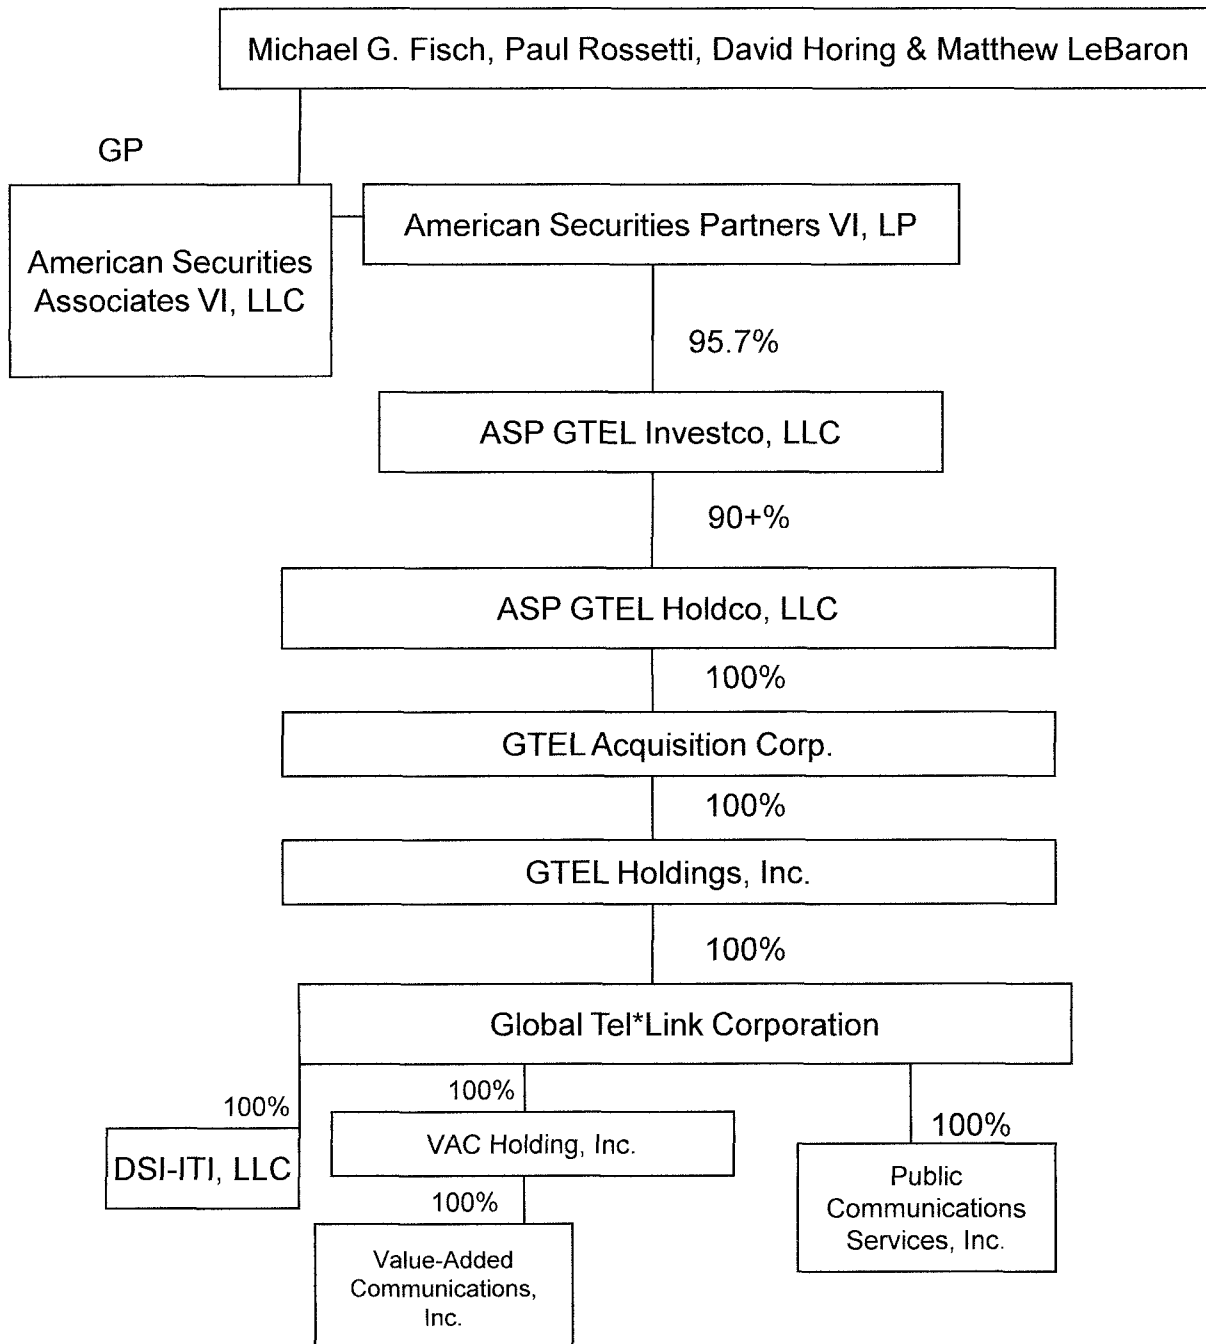 Michael G. Fisch, Paul Rossetti, David Horing & Matthew LeBaron
GP
American Securities
Associates VI, LLC
American Securities Partners VI, LP
95.7%
ASP GTEL Investco, LLC
90+%
ASP GTEL Holdco, LLC
100%
GTEL Acquisition Corp.
100%
GTEL Holdings, Inc.
100%
Global Tel*Link Corporation
100%
DSI-ITI, LLC
100%
VAC Holding, Inc.
100%
Value-Added
Communications,
Inc.
100%
Public
Communications
Services, Inc.